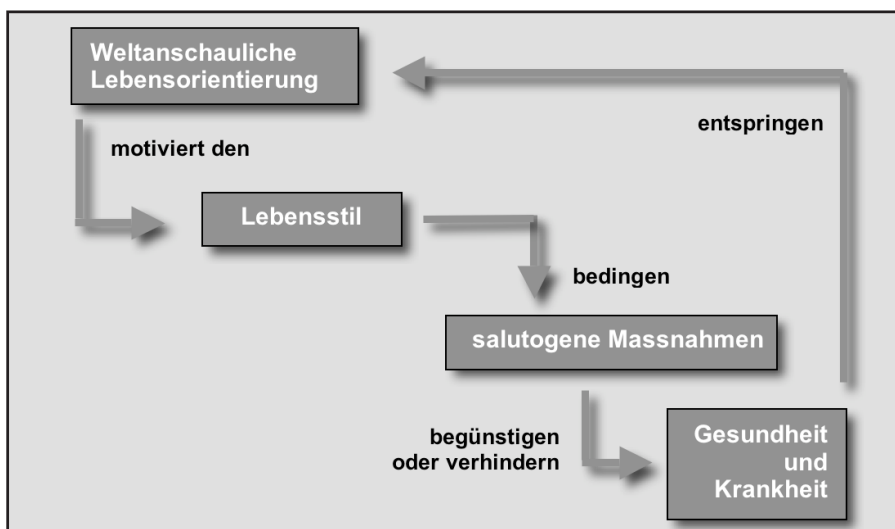 Weltanschauliche
Lebensorientierung
entspringen
motiviert den
Lebensstil
bedingen
salutogene Massnahmen
begünstigen
oder verhindern
Gesundheit
und
Krankheit